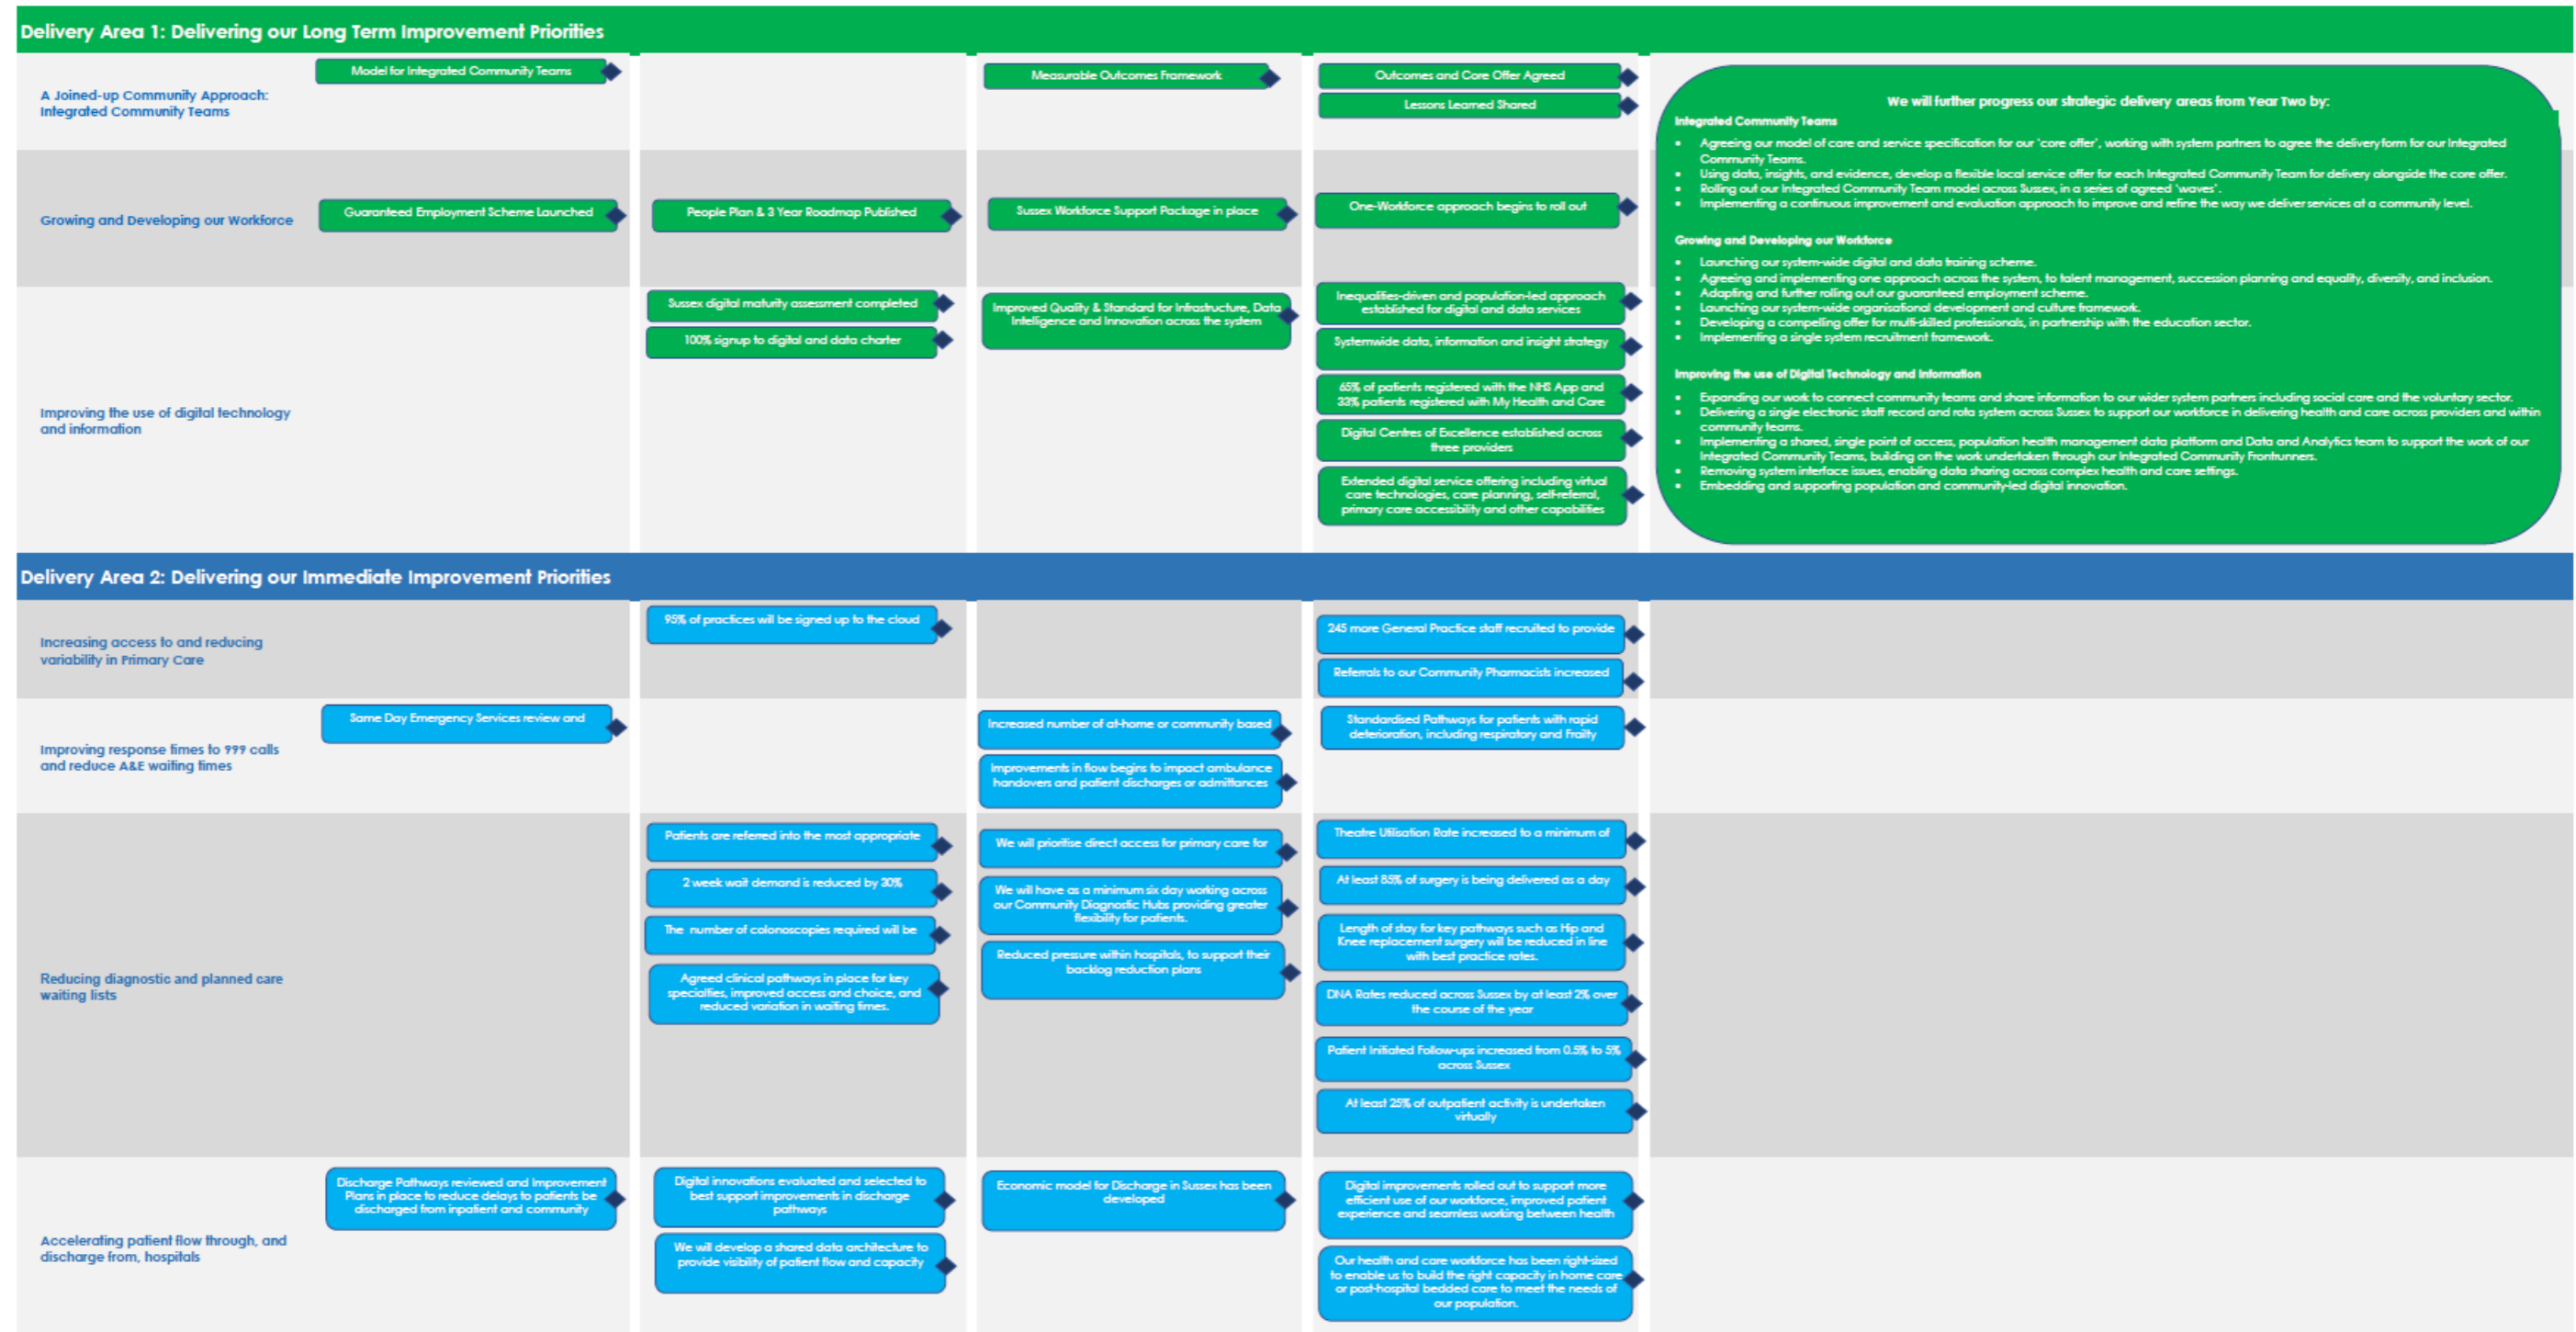 Delivery Area 1: Delivering our Long Term Improvement Priorities
A Joined-up Community Approach:
Integrated Community Teams
Model for Integrated Community Teams
Measurable Outcomes Framework
Outcomes and Core Offer Agreed
Lessons Learned Shared
Growing and Developing our Workforce
Guaranteed Employment Scheme Launched
People Plan & 3 Year Roadmap Published
Sussex Workforce Support Package in place
One-Workforce approach begins to roll out
Improving the use of digital technology
and information
Sussex digital maturity assessment completed
100% signup to digital and data charter
Improved Quality & Standard for Infrastructure, Data
Intelligence and Innovation across the system
Inequalities-driven and population-led approach
established for digital and data services
Systemwide data, information and insight strategy
65% of patients registered with the NHS App and
33% patients registered with My Health and Care
Digital Centres of Excellence established across
three providers
Extended digital service offering including virtual
care technologies, care planning, self-referral,
primary care accessibility and other capabilities
We will further progress our strategic delivery areas from Year Two by:
Integrated Community Teams
• Agreeing our model of care and service specification for our 'core offer', working with system partners to agree the delivery form for our Integrated
Community Teams.
• Using data, insights, and evidence, develop a flexible local service offer for each Integrated Community Team for delivery alongside the core offer.
• Rolling out our Integrated Community Team model across Sussex, in a series of agreed 'waves'.
• Implementing a continuous improvement and evaluation approach to improve and refine the way we deliver services at a community level.
Growing and Developing our Workforce
• Launching our system-wide digital and data training scheme.
• Agreeing and implementing one approach across the system, to talent management, succession planning and equality, diversity, and inclusion.
• Adapting and further rolling out our guaranteed employment scheme.
• Launching our system-wide organisational development and culture framework.
• Developing a compelling offer for multi-skilled professionals, in partnership with the education sector.
• Implementing a single system recruitment framework.
Improving the use of Digital Technology and Information
• Expanding our work to connect community teams and share information to our wider system partners including social care and the voluntary sector.
• Delivering a single electronic staff record and rota system across Sussex to support our workforce in delivering health and care across providers and within
community teams.
• Implementing a shared, single point of access, population health management data platform and Data and Analytics team to support the work of our
Integrated Community Teams, building on the work undertaken through our Integrated Community Frontrunners.
• Removing system interface issues, enabling data sharing across complex health and care settings.
• Embedding and supporting population and community-led digital innovation.
Delivery Area 2: Delivering our Immediate Improvement Priorities
Increasing access to and reducing
variability in Primary Care
95% of practices will be signed up to the cloud
245 more General Practice staff recruited to provide
Referrals to our Community Pharmacists increased
Improving response times to 999 calls
and reduce A&E waiting times
Same Day Emergency Services review and
Increased number of at-home or community based
Improvements in flow begins to impact ambulance
handovers and patient discharges or admittances
Standardised Pathways for patients with rapid
deterioration, including respiratory and Frailty
Reducing diagnostic and planned care
waiting lists
Patients are referred into the most appropriate
2 week wait demand is reduced by 30%
The number of colonoscopies required will be
Agreed clinical pathways in place for key
specialties, improved access and choice, and
reduced variation in waiting times.
We will prioritise direct access for primary care for
We will have as a minimum six day working across
our Community Diagnostic Hubs providing greater
flexibility for patients.
Reduced pressure within hospitals, to support their
backlog reduction plans
Theatre Utilisation Rate increased to a minimum of
At least 85% of surgery is being delivered as a day
Length of stay for key pathways such as Hip and
Knee replacement surgery will be reduced in line
with best practice rates.
DNA Rates reduced across Sussex by at least 2% over
the course of the year
Patient Initiated Follow-ups increased from 0.5% to 5%
across Sussex
At least 25% of outpatient activity is undertaken
virtually
Accelerating patient flow through, and
discharge from, hospitals
Discharge Pathways reviewed and Improvement
Plans in place to reduce delays to patients be
discharged from inpatient and community
Digital innovations evaluated and selected to
best support improvements in discharge
pathways
We will develop a shared data architecture to
provide visibility of patient flow and capacity
Economic model for Discharge in Sussex has been
developed
Digital improvements rolled out to support more
efficient use of our workforce, improved patient
experience and seamless working between health
Our health and care workforce has been right-sized
to enable us to build the right capacity in home care
or post-hospital bedded care to meet the needs of
our population.